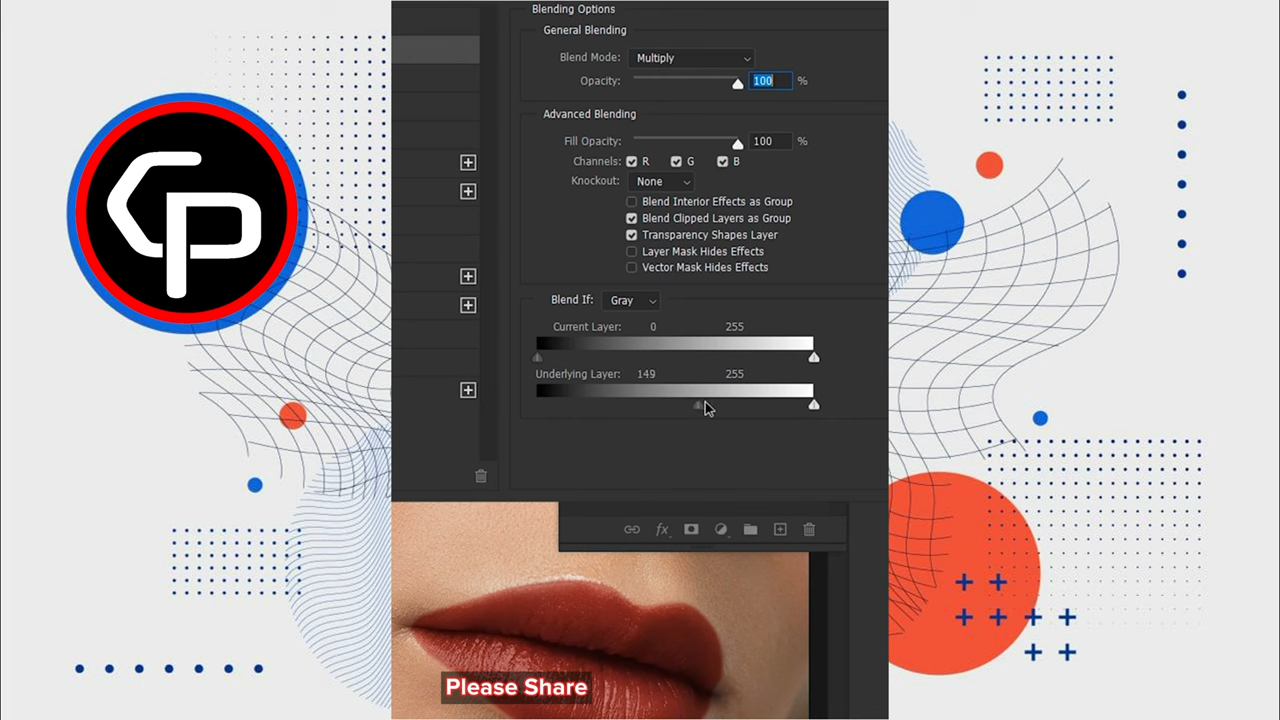 Blending Options
General Blending
Blend Mode: Multiply
Opacity: 100 %
Advanced Blending
Fill Opacity: 100 %
Channels: R G B
Knockout: None
Blend Interior Effects as Group
Blend Clipped Layers as Group
Transparency Shapes Layer
Layer Mask Hides Effects
Vector Mask Hides Effects
Blend If: Gray
Current Layer: 0 255
Underlying Layer: 149 255
fx
Please Share
CP